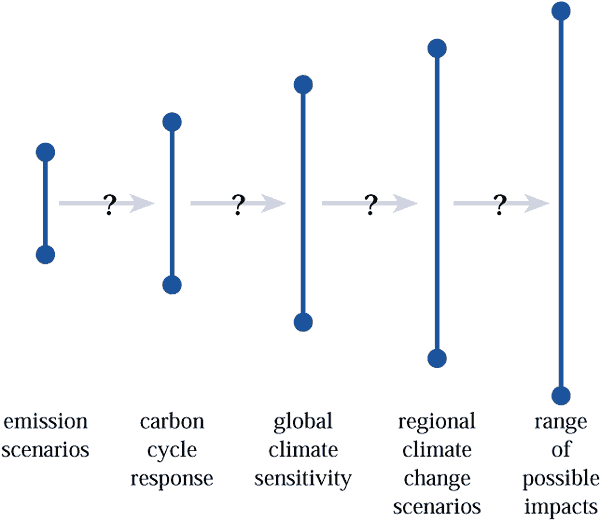 ? ? ? ?
emission
scenarios
carbon
cycle
response
global
climate
sensitivity
regional
climate
change
scenarios
range
of
possible
impacts